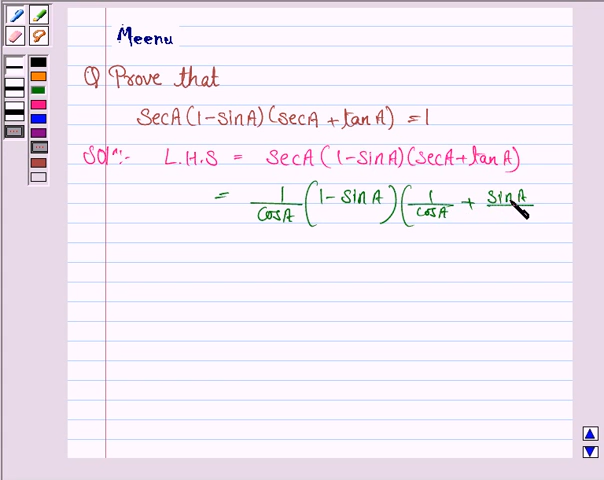 Meenu
Q Prove that
SecA (1-sinA) (secA + tanA) = 1
Solⁿ:- L.H.S = SecA (1-sinA) (secA + tanA)
= 1/cosA (1 - sinA) (1/cosA + sinA/